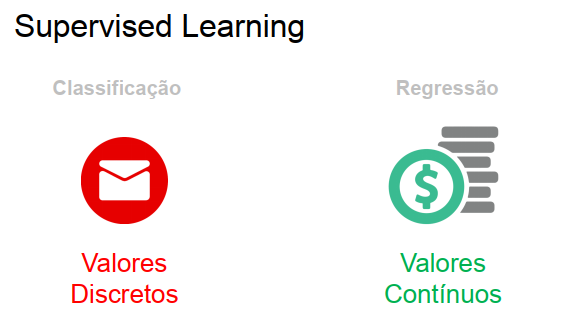 Supervised Learning
Classificação
Regressão
$
Valores
Discretos
Valores
Contínuos